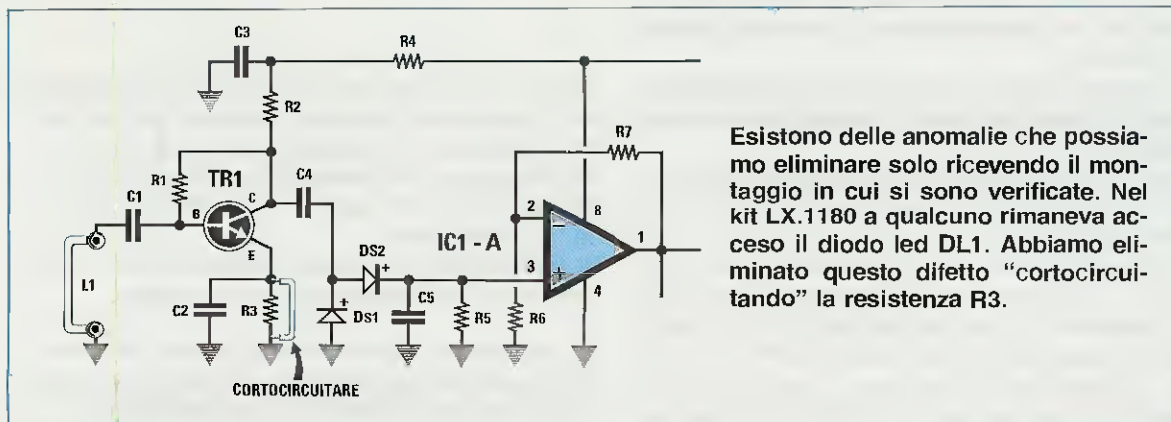 C3
R4
R2
R7
R1
TR1
C4
C1
B
C
E
2
8
1
IC1 - A
3
4
L1
DS2
+
C2
R3
DS1
+
C5
R5
R6
CORTOCIRCUITARE
Esistono delle anomalie che possia-
mo eliminare solo ricevendo il mon-
taggio in cui si sono verificate. Nel
kit LX.1180 a qualcuno rimaneva ac-
ceso il diodo led DL1. Abbiamo eli-
minato questo difetto "cortocircui-
tando" la resistenza R3.